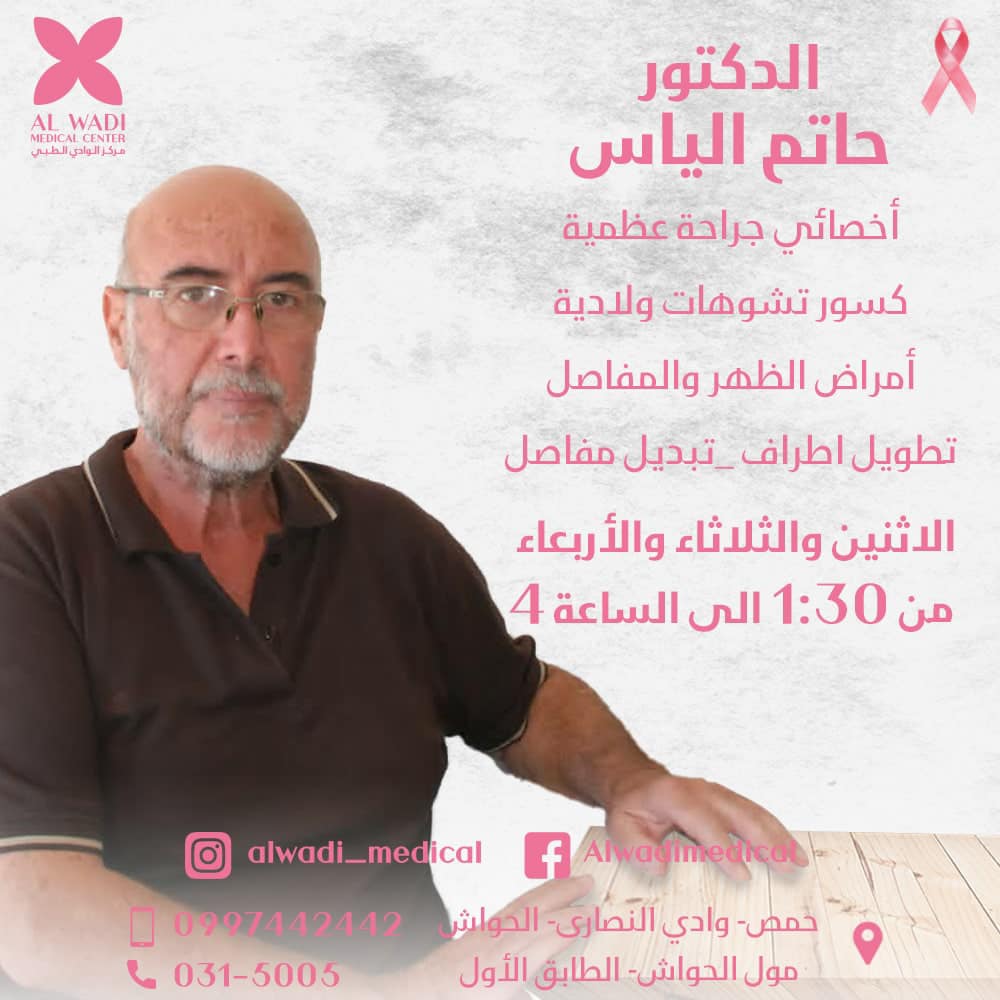 AL WADI
MEDICAL CENTER
مركز الوادي الطبي
الدكتور
حاتم الياس
أخصائي جراحة عظمية
كسور تشوهات ولادية
أمراض الظهر والمفاصل
تطويل اطراف _تبديل مفاصل
الاثنين والثلاثاء والأربعاء
من 1:30 الى الساعة 4
alwadi_medical
Alwadimedical
حمص- وادي النصارى- الحواش
مول الحواش- الطابق الأول
0997442442
031-5005